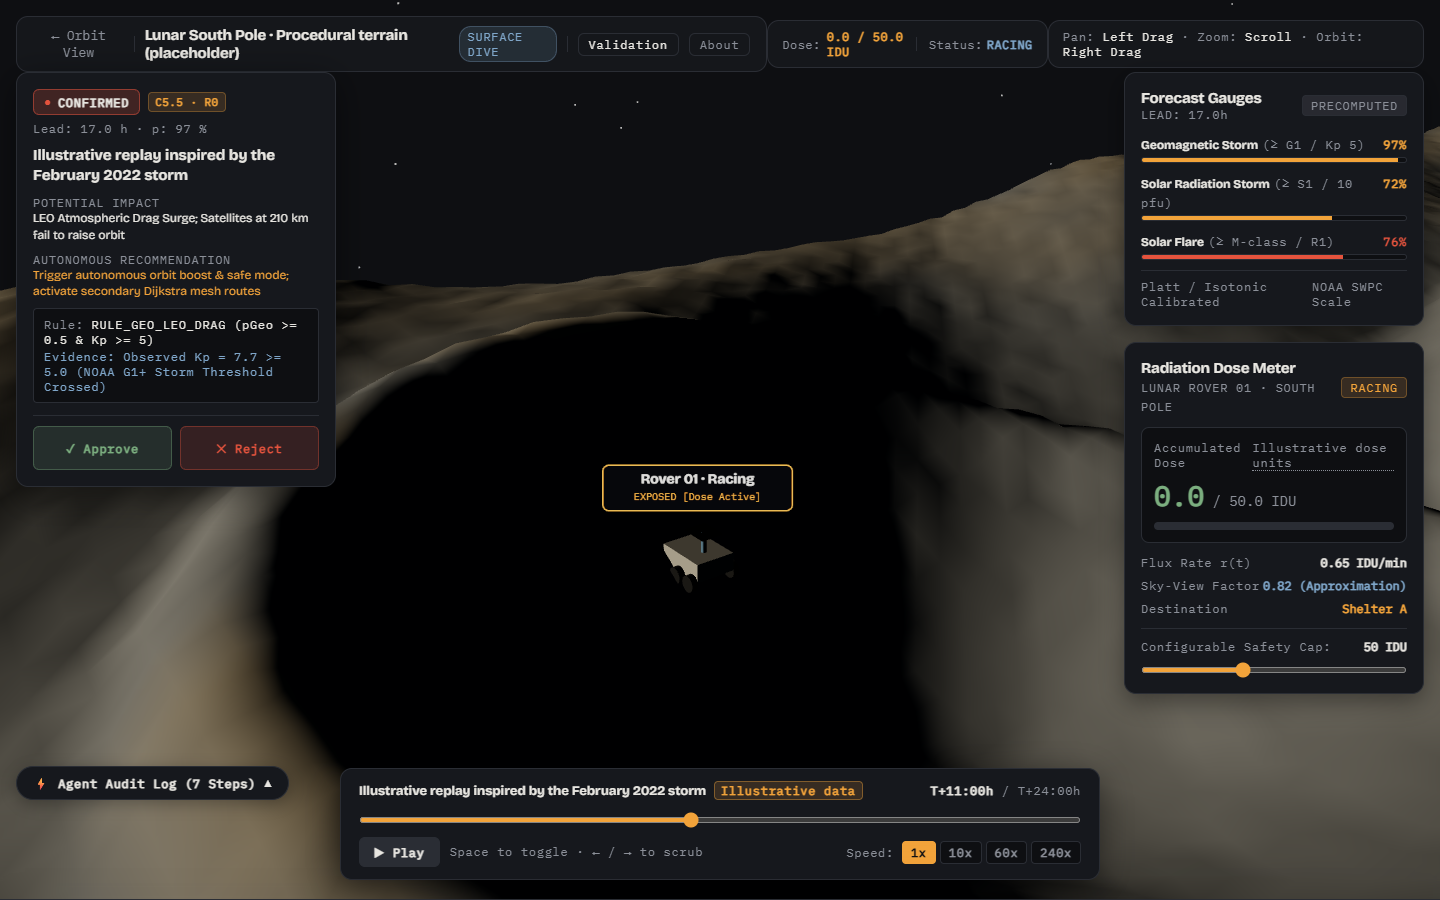 ← Orbit
View
Lunar South Pole · Procedural terrain
(placeholder)
SURFACE
DIVE
Validation
About
Dose: 0.0 / 50.0
IDU
Status: RACING
Pan: Left Drag · Zoom: Scroll · Orbit:
Right Drag
● CONFIRMED
C5.5 · R0
Lead: 17.0 h · p: 97 %
Illustrative replay inspired by the
February 2022 storm
POTENTIAL IMPACT
LEO Atmospheric Drag Surge; Satellites at 210 km
fail to raise orbit
AUTONOMOUS RECOMMENDATION
Trigger autonomous orbit boost & safe mode;
activate secondary Dijkstra mesh routes
Rule: RULE_GEO_LEO_DRAG (pGeo >=
0.5 & Kp >= 5)
Evidence: Observed Kp = 7.7 >=
5.0 (NOAA G1+ Storm Threshold
Crossed)
✓ Approve
✕ Reject
Forecast Gauges
LEAD: 17.0h
PRECOMPUTED
Geomagnetic Storm (≥ G1 / Kp 5) 97%
Solar Radiation Storm (≥ S1 / 10 72%
pfu)
Solar Flare (≥ M-class / R1) 76%
Platt / Isotonic
Calibrated
NOAA SWPC
Scale
Radiation Dose Meter
LUNAR ROVER 01 · SOUTH
POLE
RACING
Accumulated
Dose
Illustrative dose
units
0.0 / 50.0 IDU
Flux Rate r(t) 0.65 IDU/min
Sky-View Factor 0.82 (Approximation)
Destination Shelter A
Configurable Safety Cap: 50 IDU
Rover 01 · Racing
EXPOSED [Dose Active]
Agent Audit Log (7 Steps) ▲
Illustrative replay inspired by the February 2022 storm
Illustrative data
T+11:00h / T+24:00h
▶ Play
Space to toggle · ← / → to scrub
Speed: 1x 10x 60x 240x